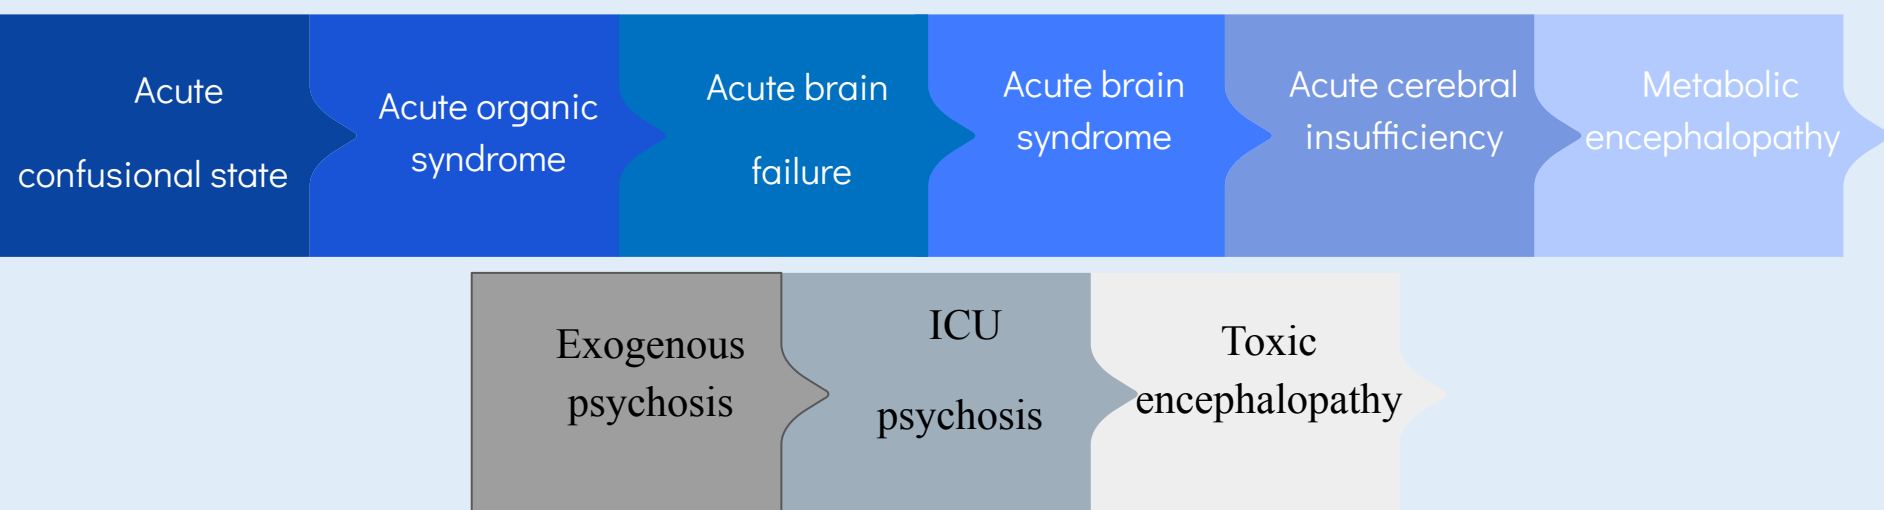 Acute
confusional state
Acute organic
syndrome
Acute brain
failure
Acute brain
syndrome
Acute cerebral
insufficiency
Metabolic
encephalopathy
Exogenous
psychosis
ICU
psychosis
Toxic
encephalopathy